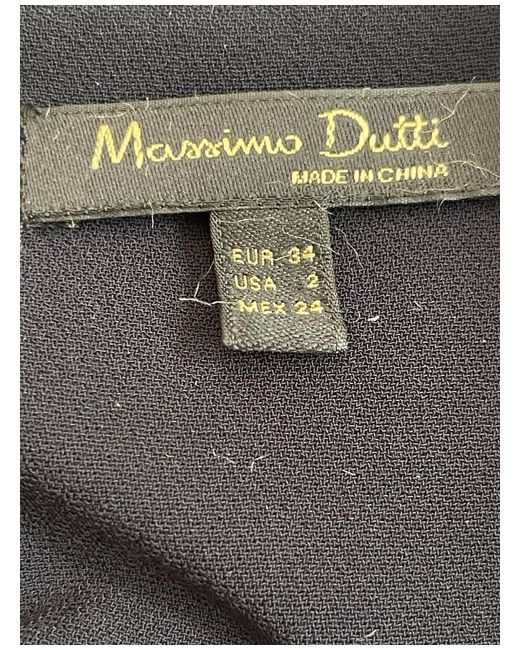 Massimo Dutti
MADE IN CHINA
EUR 34
USA 2
MEX 24